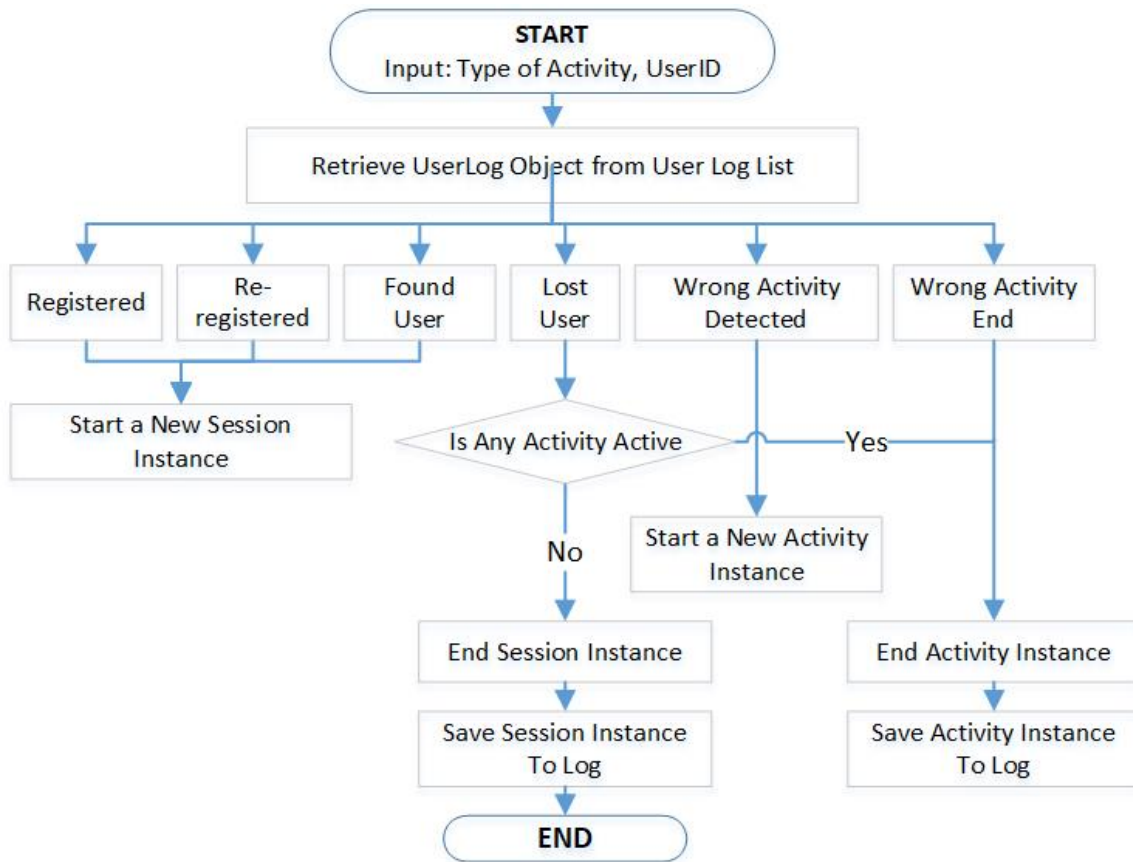 START
Input: Type of Activity, UserID
Retrieve UserLog Object from User Log List
Registered
Re-
registered
Found
User
Lost
User
Wrong Activity
Detected
Wrong Activity
End
Start a New Session
Instance
Is Any Activity Active
Yes
No
Start a New Activity
Instance
End Session Instance
End Activity Instance
Save Session Instance
To Log
Save Activity Instance
To Log
END